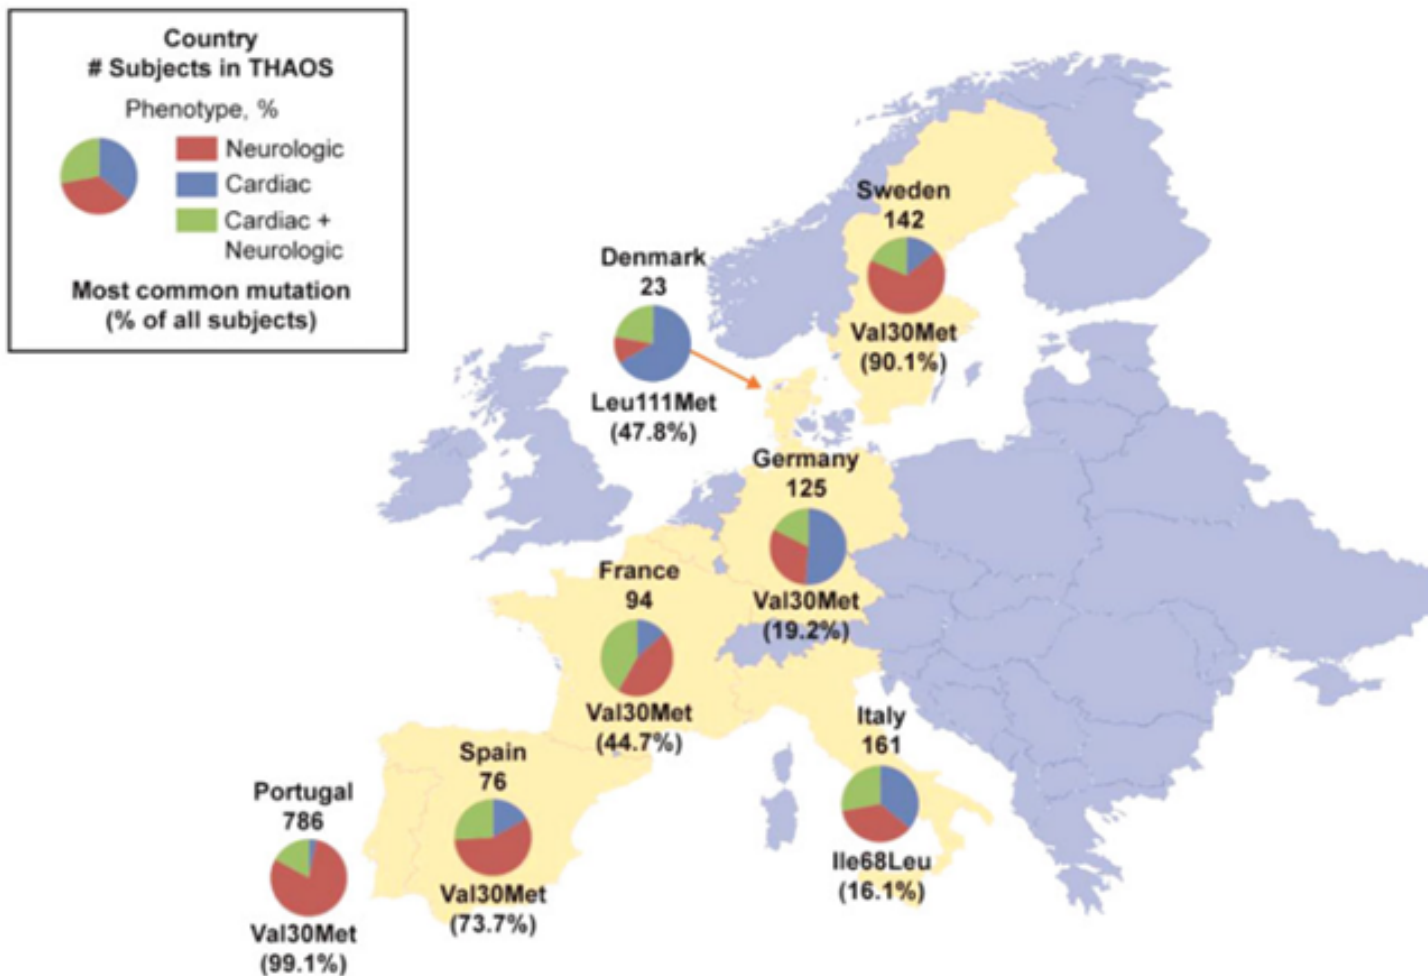 Country
# Subjects in THAOS
Phenotype, %
Neurologic
Cardiac
Cardiac +
Neurologic
Most common mutation
(% of all subjects)
Sweden
142
Val30Met
(90.1%)
Denmark
23
Leu111Met
(47.8%)
Germany
125
Val30Met
(19.2%)
France
94
Val30Met
(44.7%)
Italy
161
Ile68Leu
(16.1%)
Spain
76
Val30Met
(73.7%)
Portugal
786
Val30Met
(99.1%)